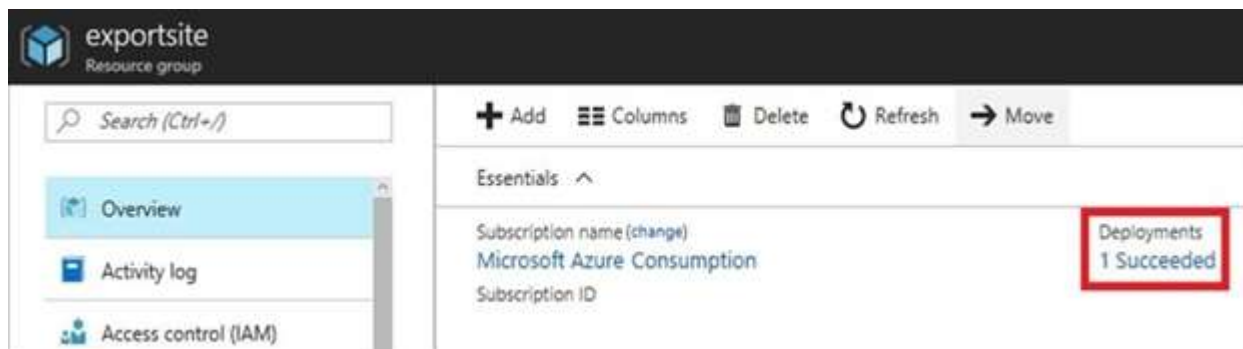 exportsite
Resource group
Search (Ctrl+/)
Overview
Activity log
Access control (IAM)
Add Columns Delete Refresh Move
Essentials
Subscription name (change)
Microsoft Azure Consumption
Subscription ID
Deployments
1 Succeeded